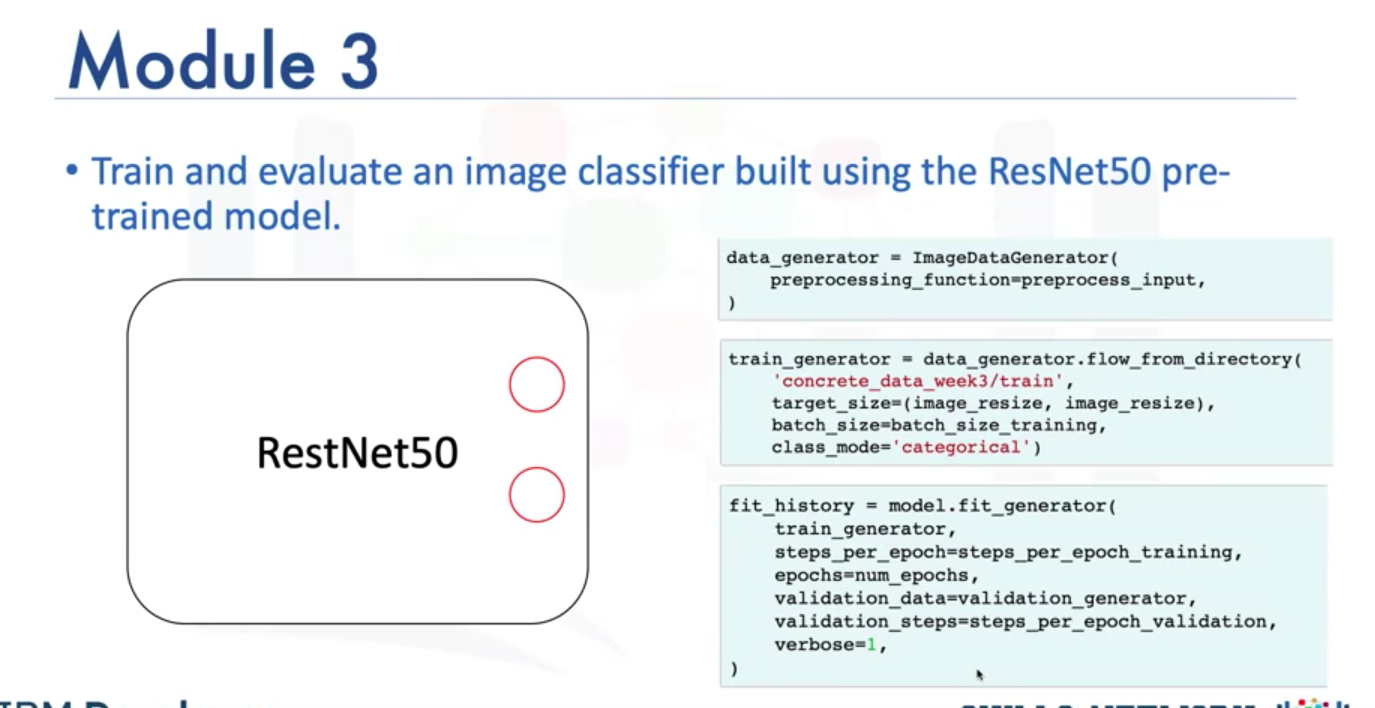 Module 3
• Train and evaluate an image classifier built using the ResNet50 pre-
trained model.
RestNet50
data_generator = ImageDataGenerator(
    preprocessing_function=preprocess_input,
)
train_generator = data_generator.flow_from_directory(
    'concrete_data_week3/train',
    target_size=(image_resize, image_resize),
    batch_size=batch_size_training,
    class_mode='categorical')
fit_history = model.fit_generator(
    train_generator,
    steps_per_epoch=steps_per_epoch_training,
    epochs=num_epochs,
    validation_data=validation_generator,
    validation_steps=steps_per_epoch_validation,
    verbose=1,
)